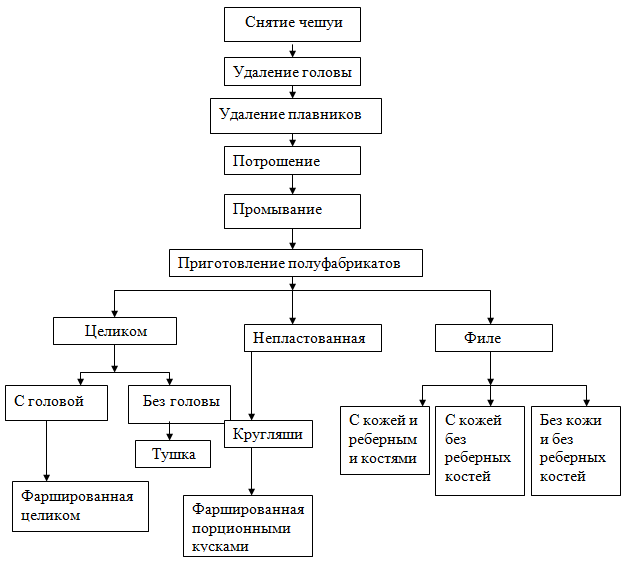 Снятие чешуи
Удаление головы
Удаление плавников
Потрошение
Промывание
Приготовление полуфабрикатов
Целиком
Непластованная
Филе
С головой
Без головы
Кругляши
С кожей и
реберным
и костями
С кожей
без
реберных
костей
Без кожи
и без
реберных
костей
Тушка
Фаршированная
целиком
Фаршированная
порционными
кусками